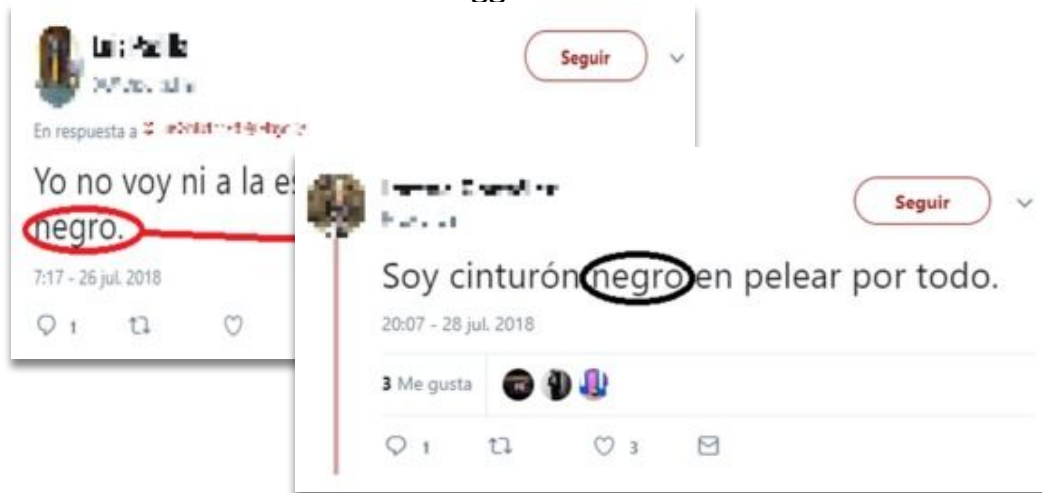 Seguir
En respuesta a
Yo no voy ni a la
negro.
7:17 - 26 jul. 2018
1
Seguir
Soy cinturón negro en pelear por todo.
20:07 - 28 jul. 2018
3 Me gusta
1 3